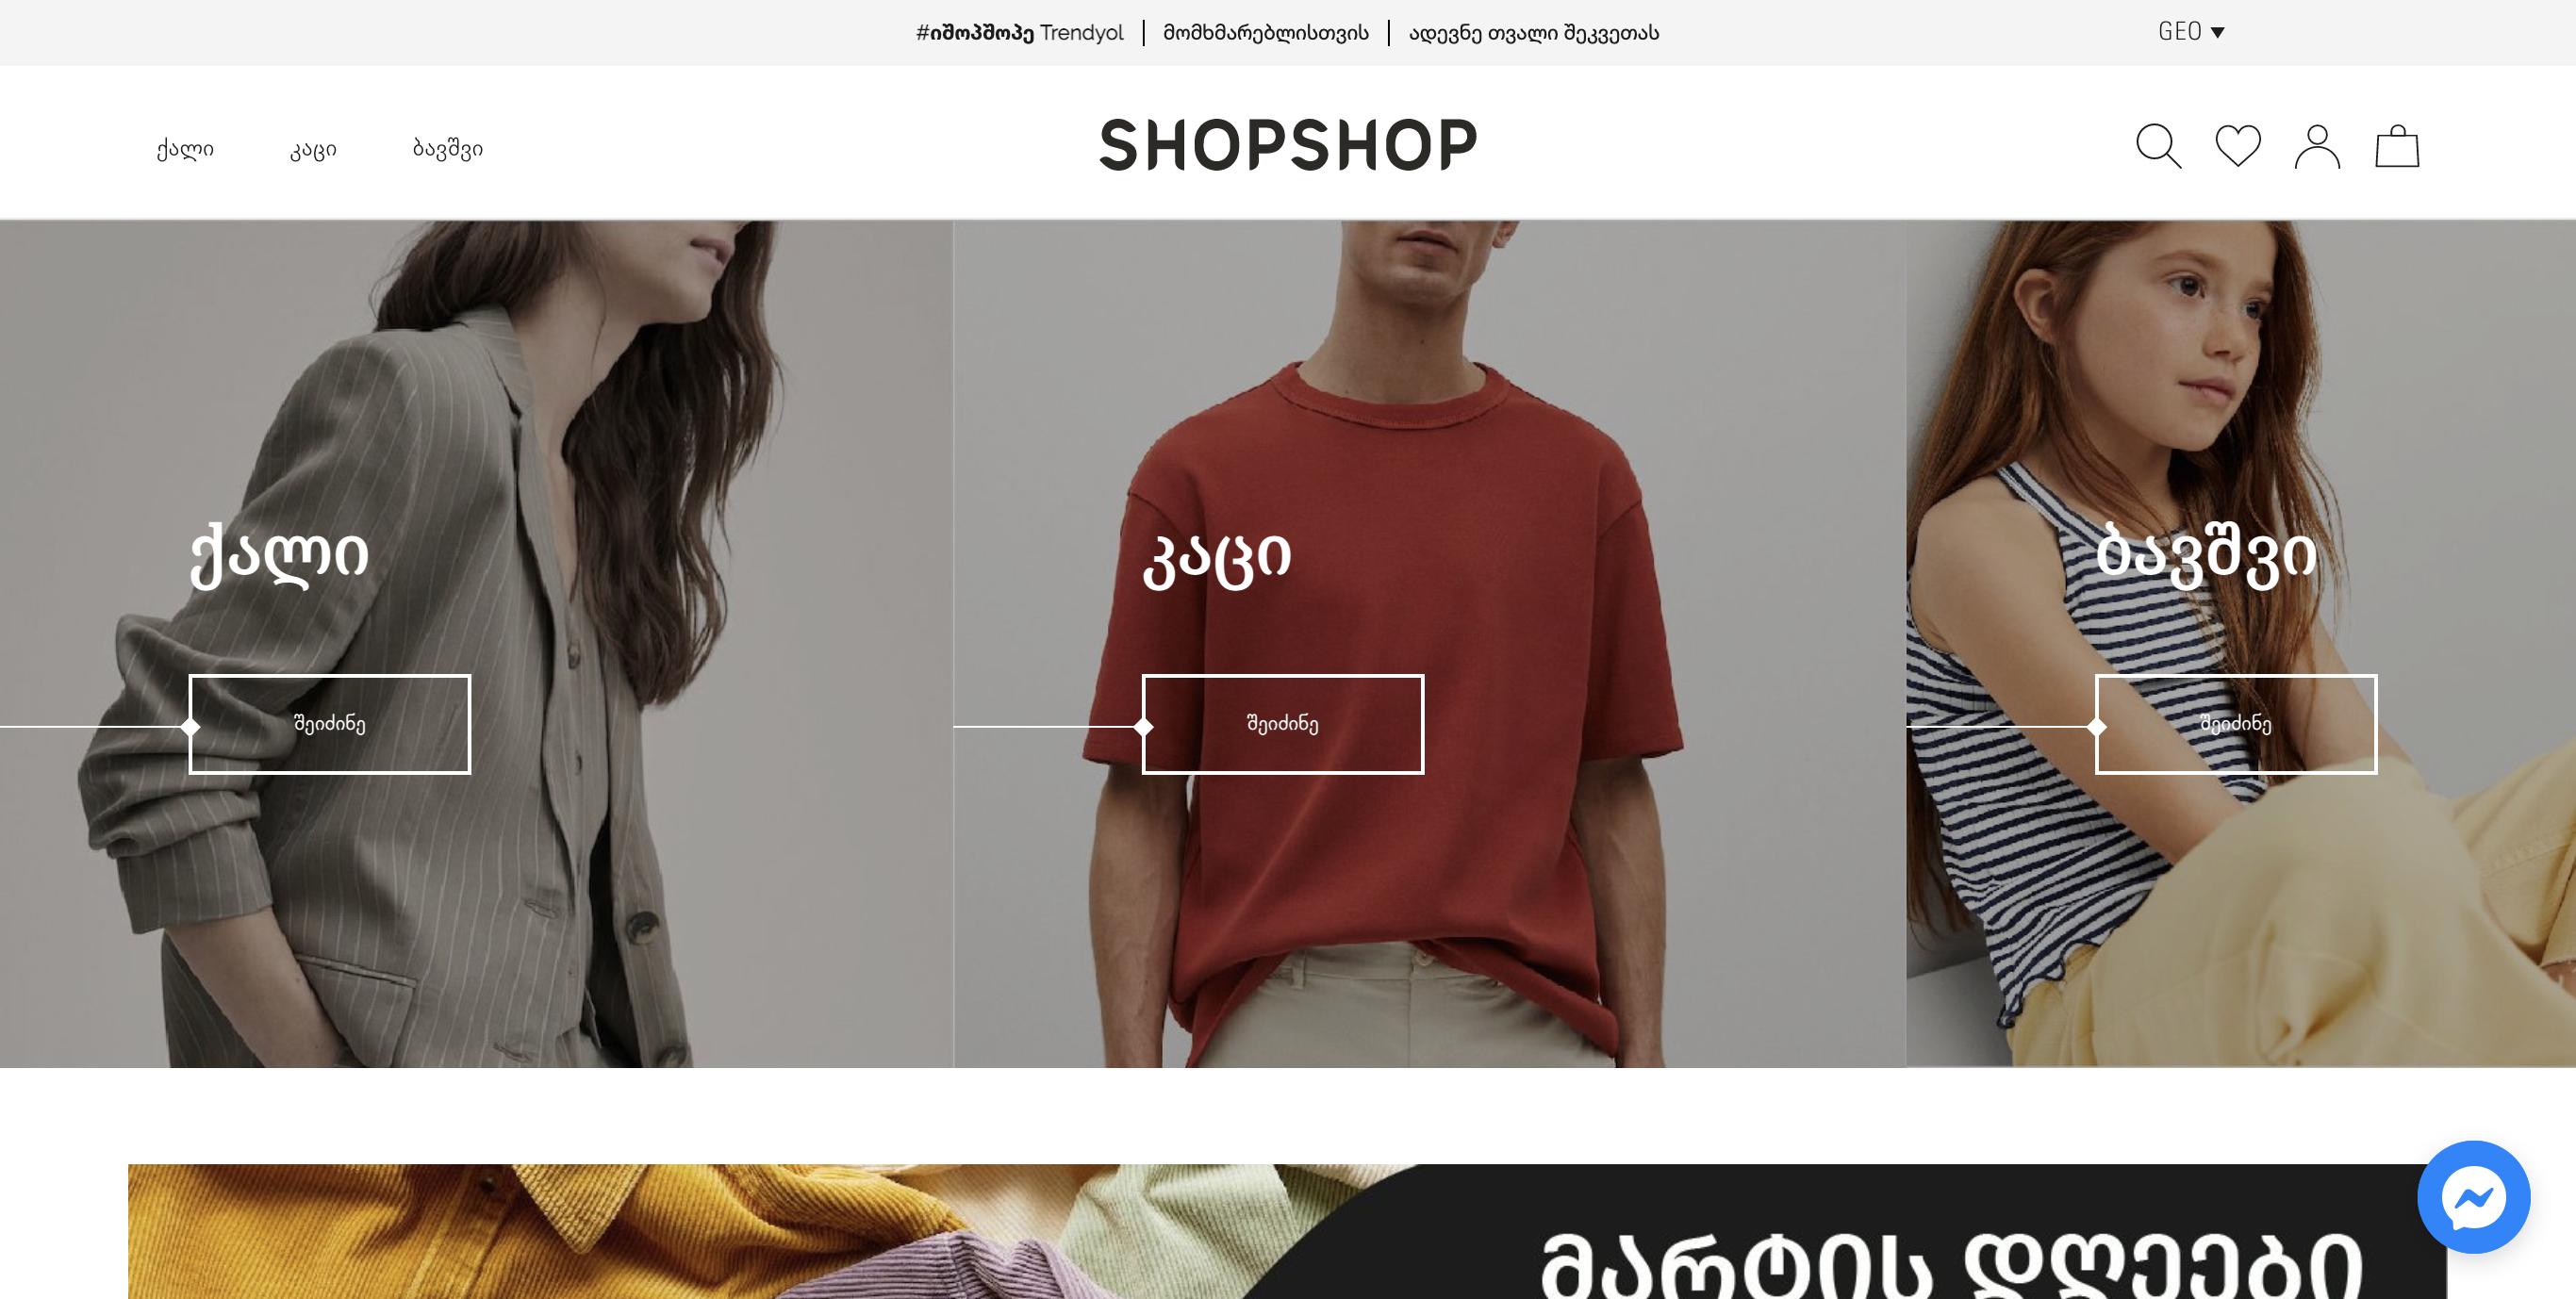 #იშოპშოპე Trendyol | მომხმარებლისთვის | ადევნე თვალი შეკვეთას
GEO
ქალი კაცი ბავშვი
SHOPSHOP
ქალი
შეიძინე
კაცი
შეიძინე
ბავშვი
შეიძინე
მარტის დღეები